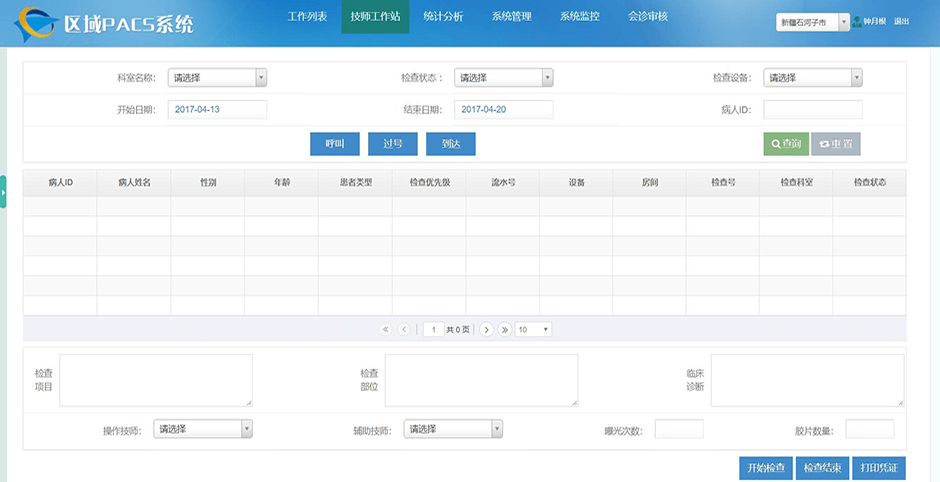 区域PACS系统
工作列表 技师工作站 统计分析 系统管理 系统监控 会诊审核 新疆石河子市 钟月根 退出
科室名称： 请选择 检查状态： 请选择 检查设备： 请选择
开始日期： 2017-04-13 结束日期： 2017-04-20 病人ID：
呼叫 过号 到达 查询 重置
病人ID 病人姓名 性别 年龄 患者类型 检查优先级 流水号 设备 房间 检查号 检查科室 检查状态
1 共 0 页 10
检查项目 检查部位 临床诊断
操作技师： 请选择 辅助技师： 请选择 曝光次数： 胶片数量：
开始检查 检查结束 打印凭证